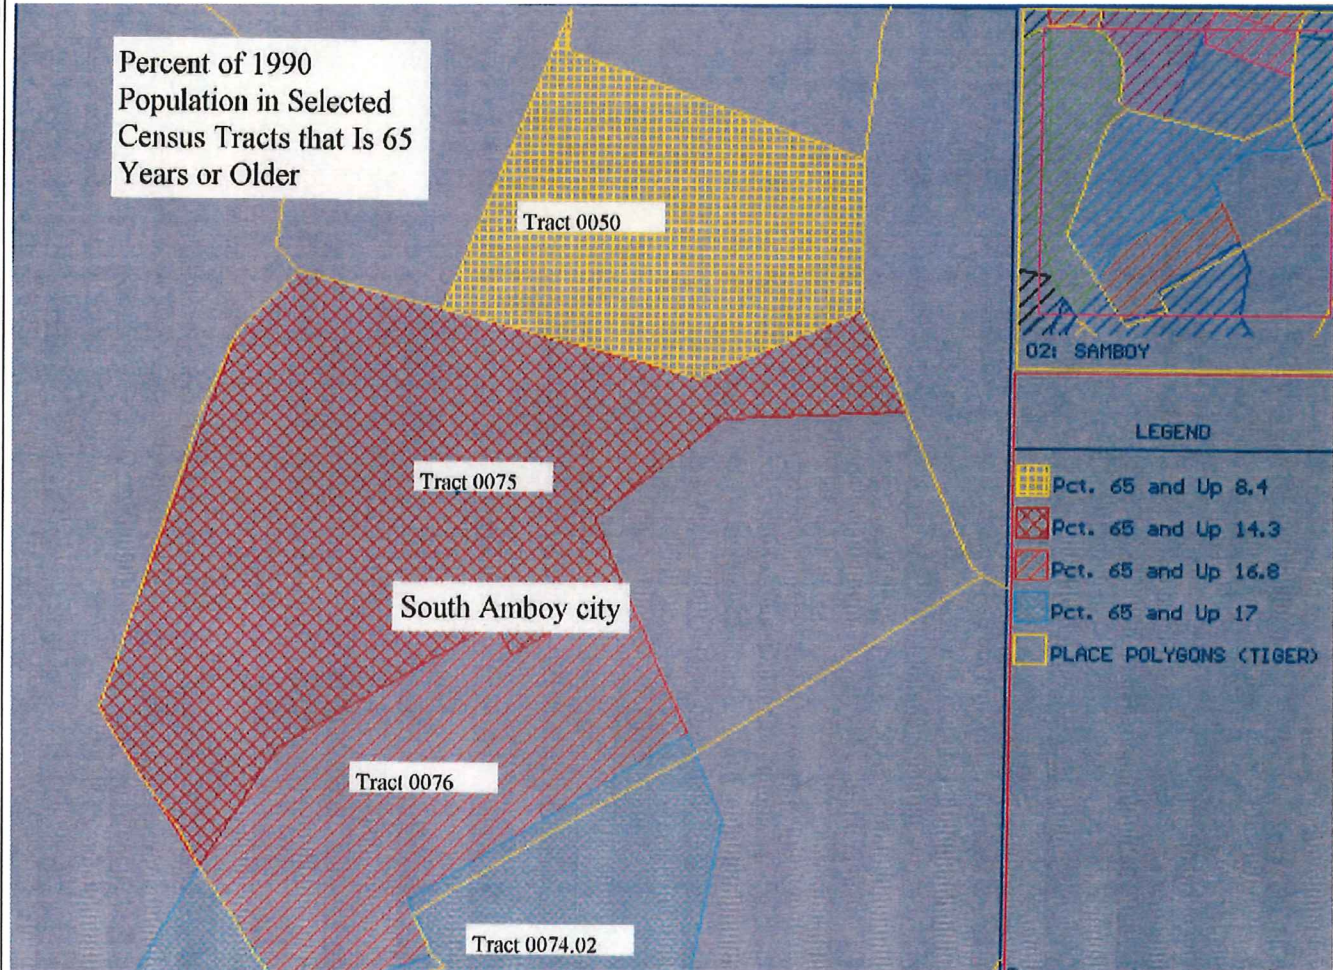 Percent of 1990
Population in Selected
Census Tracts that Is 65
Years or Older
Tract 0050
Tract 0075
South Amboy city
Tract 0076
Tract 0074.02
02: SAMBOY
LEGEND
Pct. 65 and Up 8.4
Pct. 65 and Up 14.3
Pct. 65 and Up 16.8
Pct. 65 and Up 17
PLACE POLYGONS (TIGER)